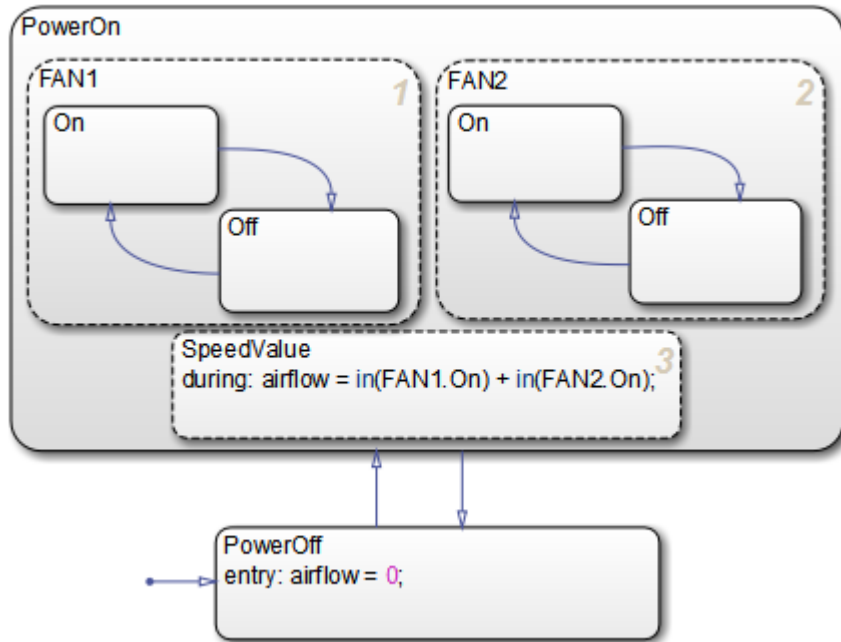 PowerOn
FAN1
1
On
Off
FAN2
2
On
Off
SpeedValue
3
during: airflow = in(FAN1.On) + in(FAN2.On);
PowerOff
entry: airflow = 0;